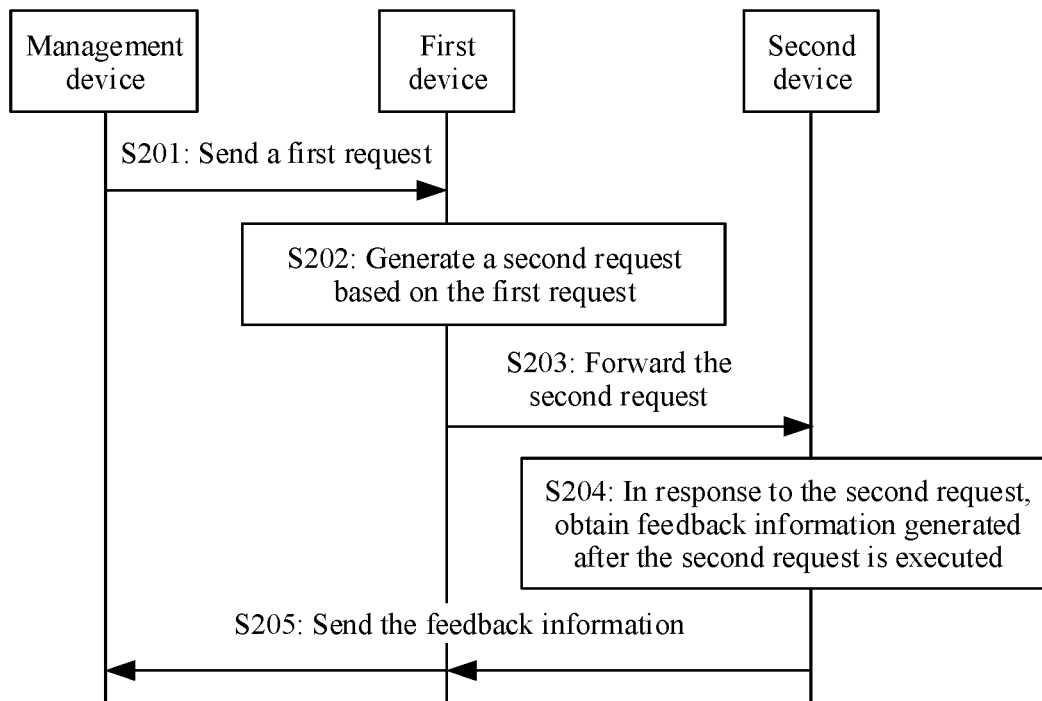 Management
device
First
device
Second
device
S201: Send a first request
S202: Generate a second request
based on the first request
S203: Forward the
second request
S204: In response to the second request,
obtain feedback information generated
after the second request is executed
S205: Send the feedback information